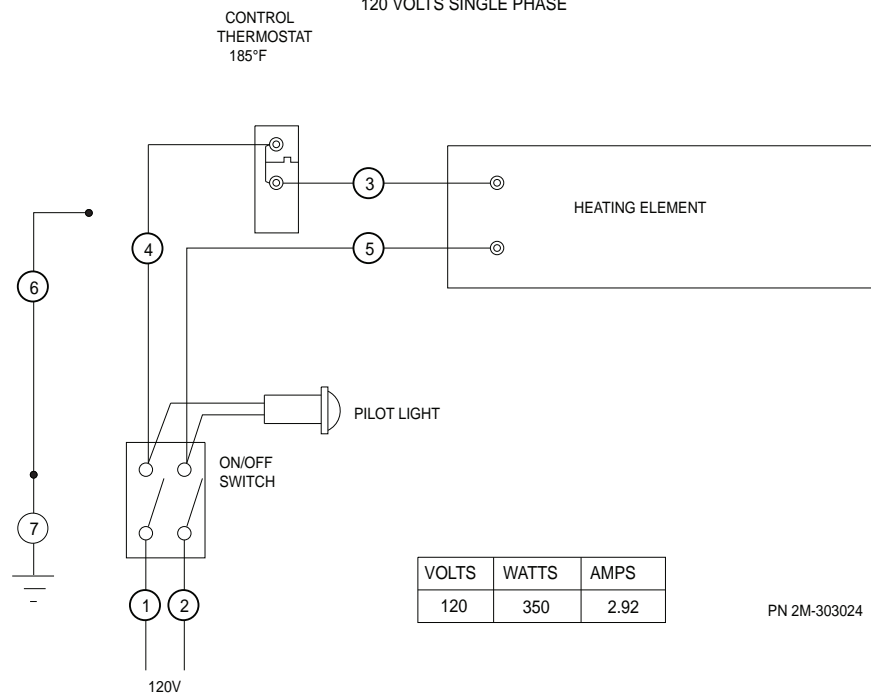 120 VOLTS SINGLE PHASE
CONTROL
THERMOSTAT
185°F
3
HEATING ELEMENT
4
5
6
PILOT LIGHT
ON/OFF
SWITCH
7
VOLTS WATTS AMPS
120 350 2.92
1 2
PN 2M-303024
120V